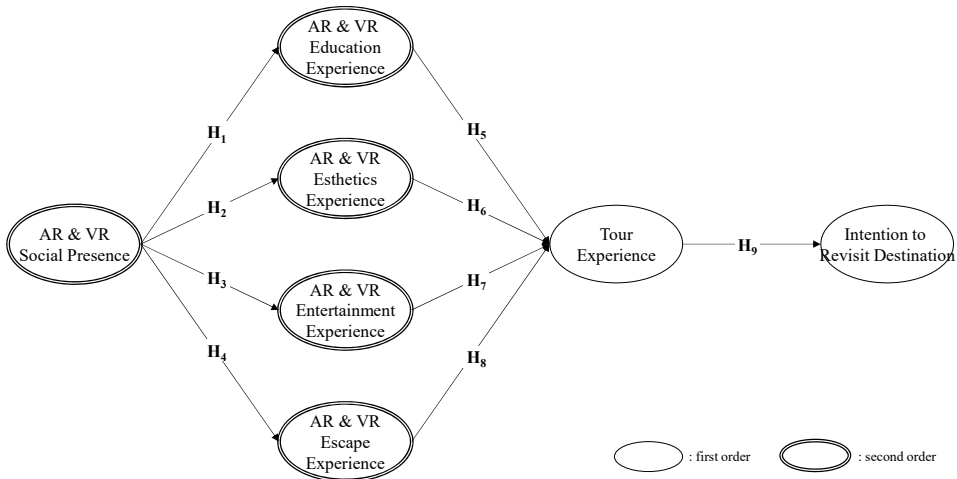 AR & VR
Education
Experience
H1
H5
AR & VR
Esthetics
Experience
H2
H6
AR & VR
Social Presence
Tour
Experience
H9
Intention to
Revisit Destination
H3
H7
AR & VR
Entertainment
Experience
H4
H8
AR & VR
Escape
Experience
: first order
: second order